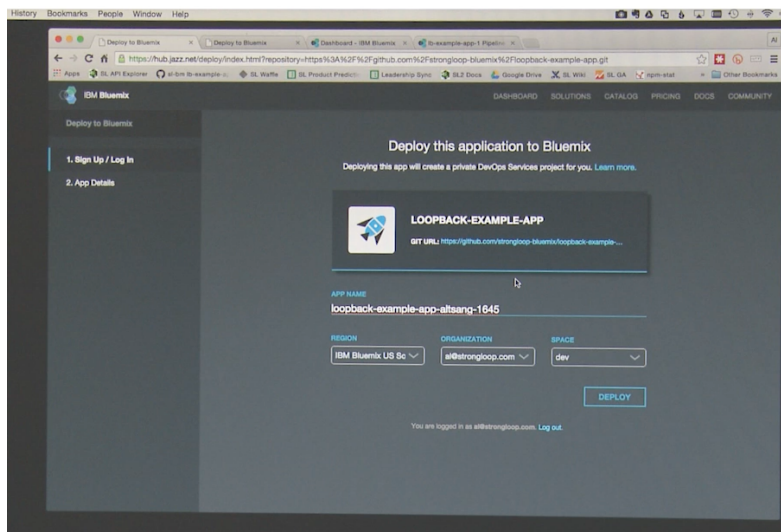 History Bookmarks People Window Help
Deploy to Bluemix
Deploy to Bluemix
Dashboard - IBM Bluemix
lb-example-app-1 Pipeline
Al
https://hub.jazz.net/deploy/index.html?repository=https%3A%2F%2Fgithub.com%2Fstrongloop-bluemix%2Floopback-example-app.git
Apps SL API Explorer sl-ibm lb-example-a SL Waffle SL Product Predicti Leadership Sync SL2 Docs Google Drive SL Wiki SL QA npm-stat » Other Bookmarks
IBM Bluemix
DASHBOARD SOLUTIONS CATALOG PRICING DOCS COMMUNITY
Deploy to Bluemix
1. Sign Up / Log In
2. App Details
Deploy this application to Bluemix
Deploying this app will create a private DevOps Services project for you. Learn more.
LOOPBACK-EXAMPLE-APP
GIT URL: https://github.com/strongloop-bluemix/loopback-example-...
APP NAME
loopback-example-app-altsang-1645
REGION ORGANIZATION SPACE
IBM Bluemix US So al@strongloop.com dev
DEPLOY
You are logged in as al@strongloop.com. Log out.